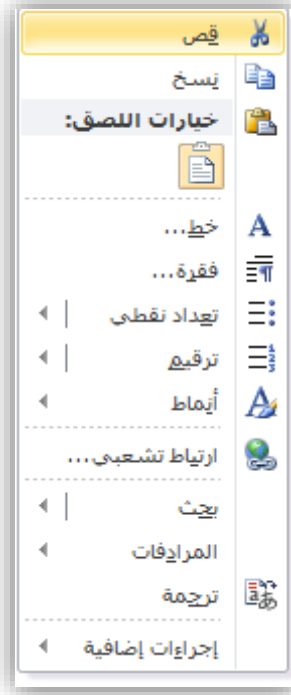 قص
نسخ
خيارات اللصق:
خط...
فقرة...
تعداد نقطي
ترقيم
أنماط
ارتباط تشعبي...
بحث
المرادفات
ترجمة
إجراءات إضافية